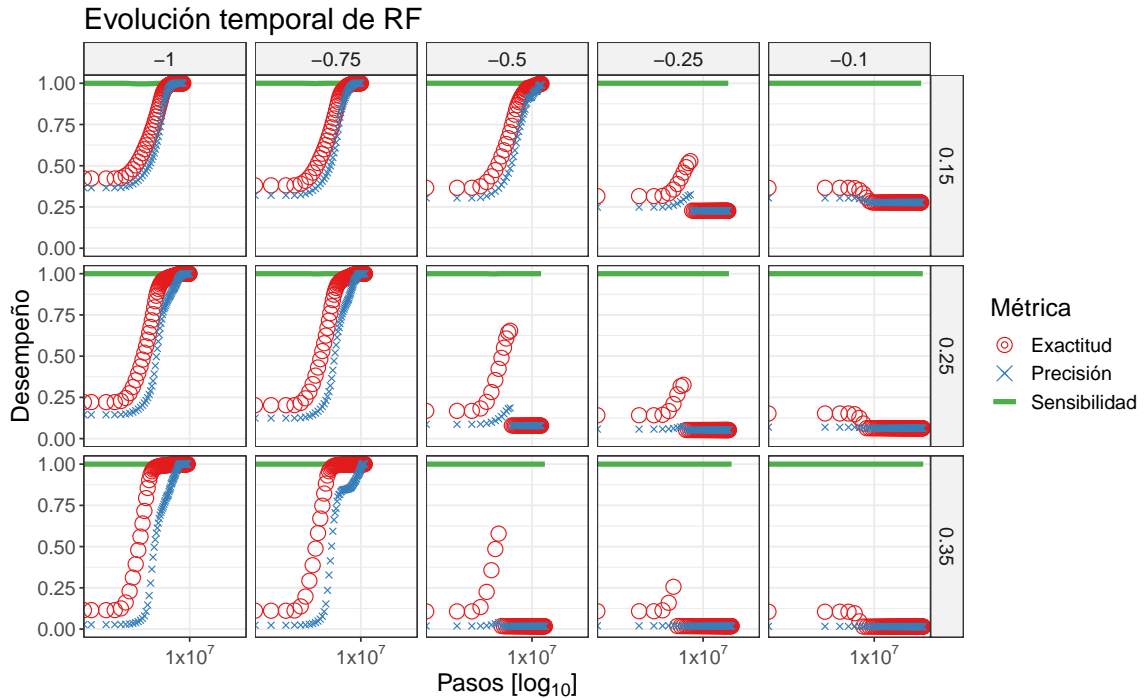 Evolución temporal de RF
−1 −0.75 −0.5 −0.25 −0.1
1.00
0.75
0.50
0.25
0.00
0.15
1.00
0.75
0.50
0.25
0.00
0.25
1.00
0.75
0.50
0.25
0.00
0.35
Desempeño
1x10⁷ 1x10⁷ 1x10⁷ 1x10⁷ 1x10⁷
Pasos [log₁₀]
Métrica
Exactitud
Precisión
Sensibilidad